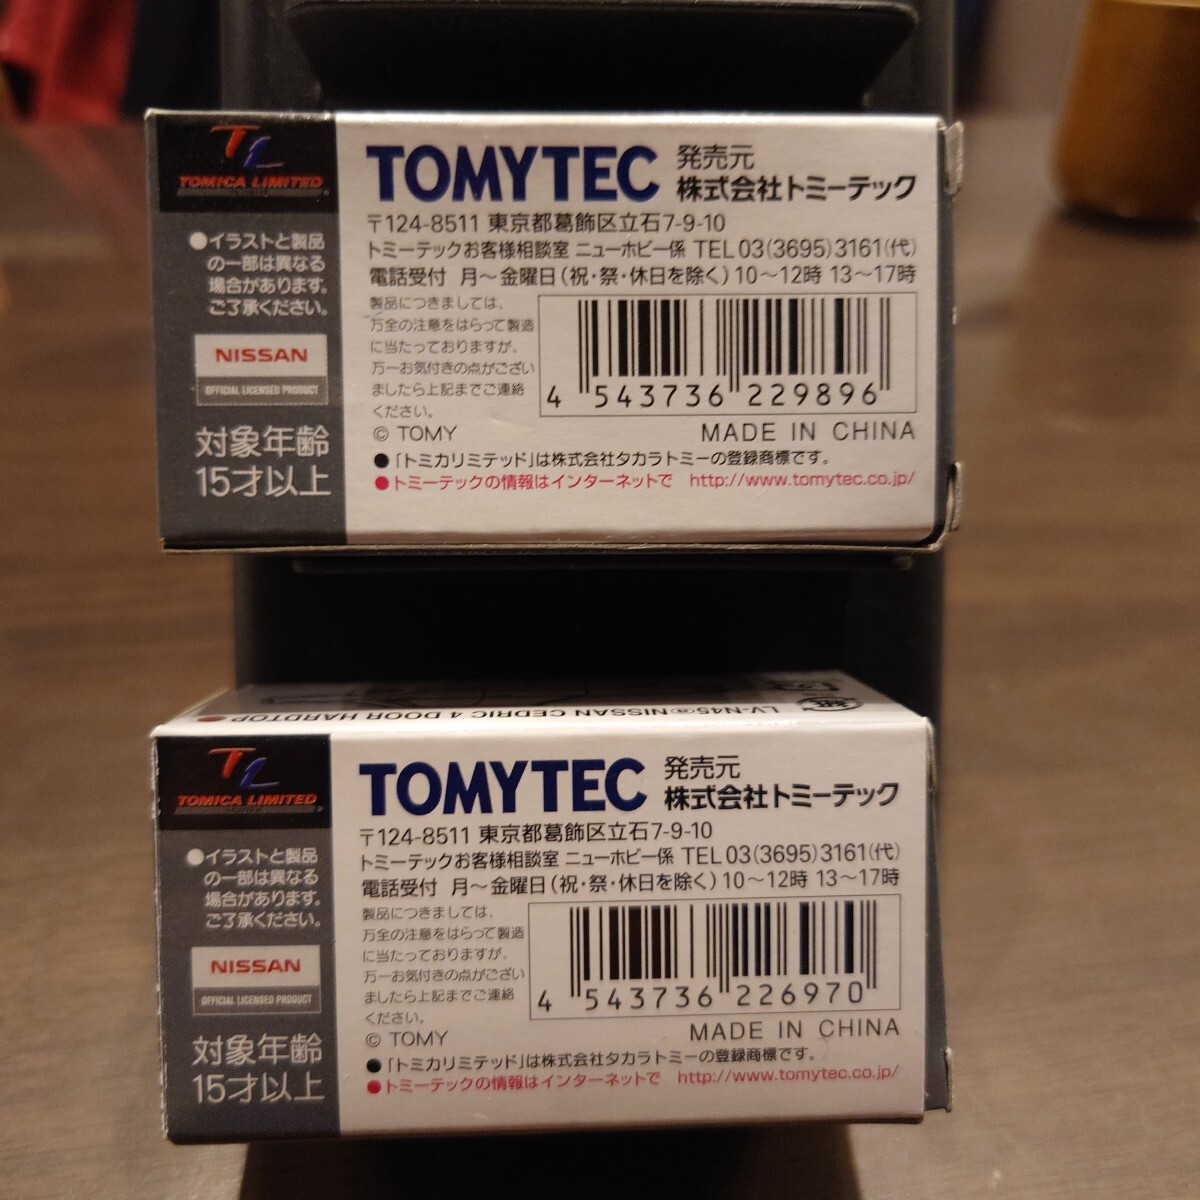 TL
TOMICA LIMITED
●イラストと製品
の一部は異なる
場合があります。
ご了承ください。
NISSAN
OFFICIAL LICENSED PRODUCT
対象年齢
15才以上
TOMYTEC 発売元
株式会社トミーテック
〒124-8511 東京都葛飾区立石7-9-10
トミーテックお客様相談室 ニューホビー係 TEL 03(3695)3161(代)
電話受付 月～金曜日(祝・祭・休日を除く)10～12時 13～17時
製品につきましては、
万全の注意をはらって製造
に当たっておりますが、
万一お気付きの点がござい
ましたら上記までご連絡
ください。
4 543736 229896
© TOMY MADE IN CHINA
●「トミカリミテッド」は株式会社タカラトミーの登録商標です。
●トミーテックの情報はインターネットで http://www.tomytec.co.jp/
LV-N45ⓐNISSAN CEDRIC 4 DOOR HARDTOP
TL
TOMICA LIMITED
●イラストと製品
の一部は異なる
場合があります。
ご了承ください。
NISSAN
OFFICIAL LICENSED PRODUCT
対象年齢
15才以上
TOMYTEC 発売元
株式会社トミーテック
〒124-8511 東京都葛飾区立石7-9-10
トミーテックお客様相談室 ニューホビー係 TEL 03(3695)3161(代)
電話受付 月～金曜日(祝・祭・休日を除く)10～12時 13～17時
製品につきましては、
万全の注意をはらって製造
に当たっておりますが、
万一お気付きの点がござい
ましたら上記までご連絡
ください。
4 543736 226970
© TOMY MADE IN CHINA
●「トミカリミテッド」は株式会社タカラトミーの登録商標です。
●トミーテックの情報はインターネットで http://www.tomytec.co.jp/